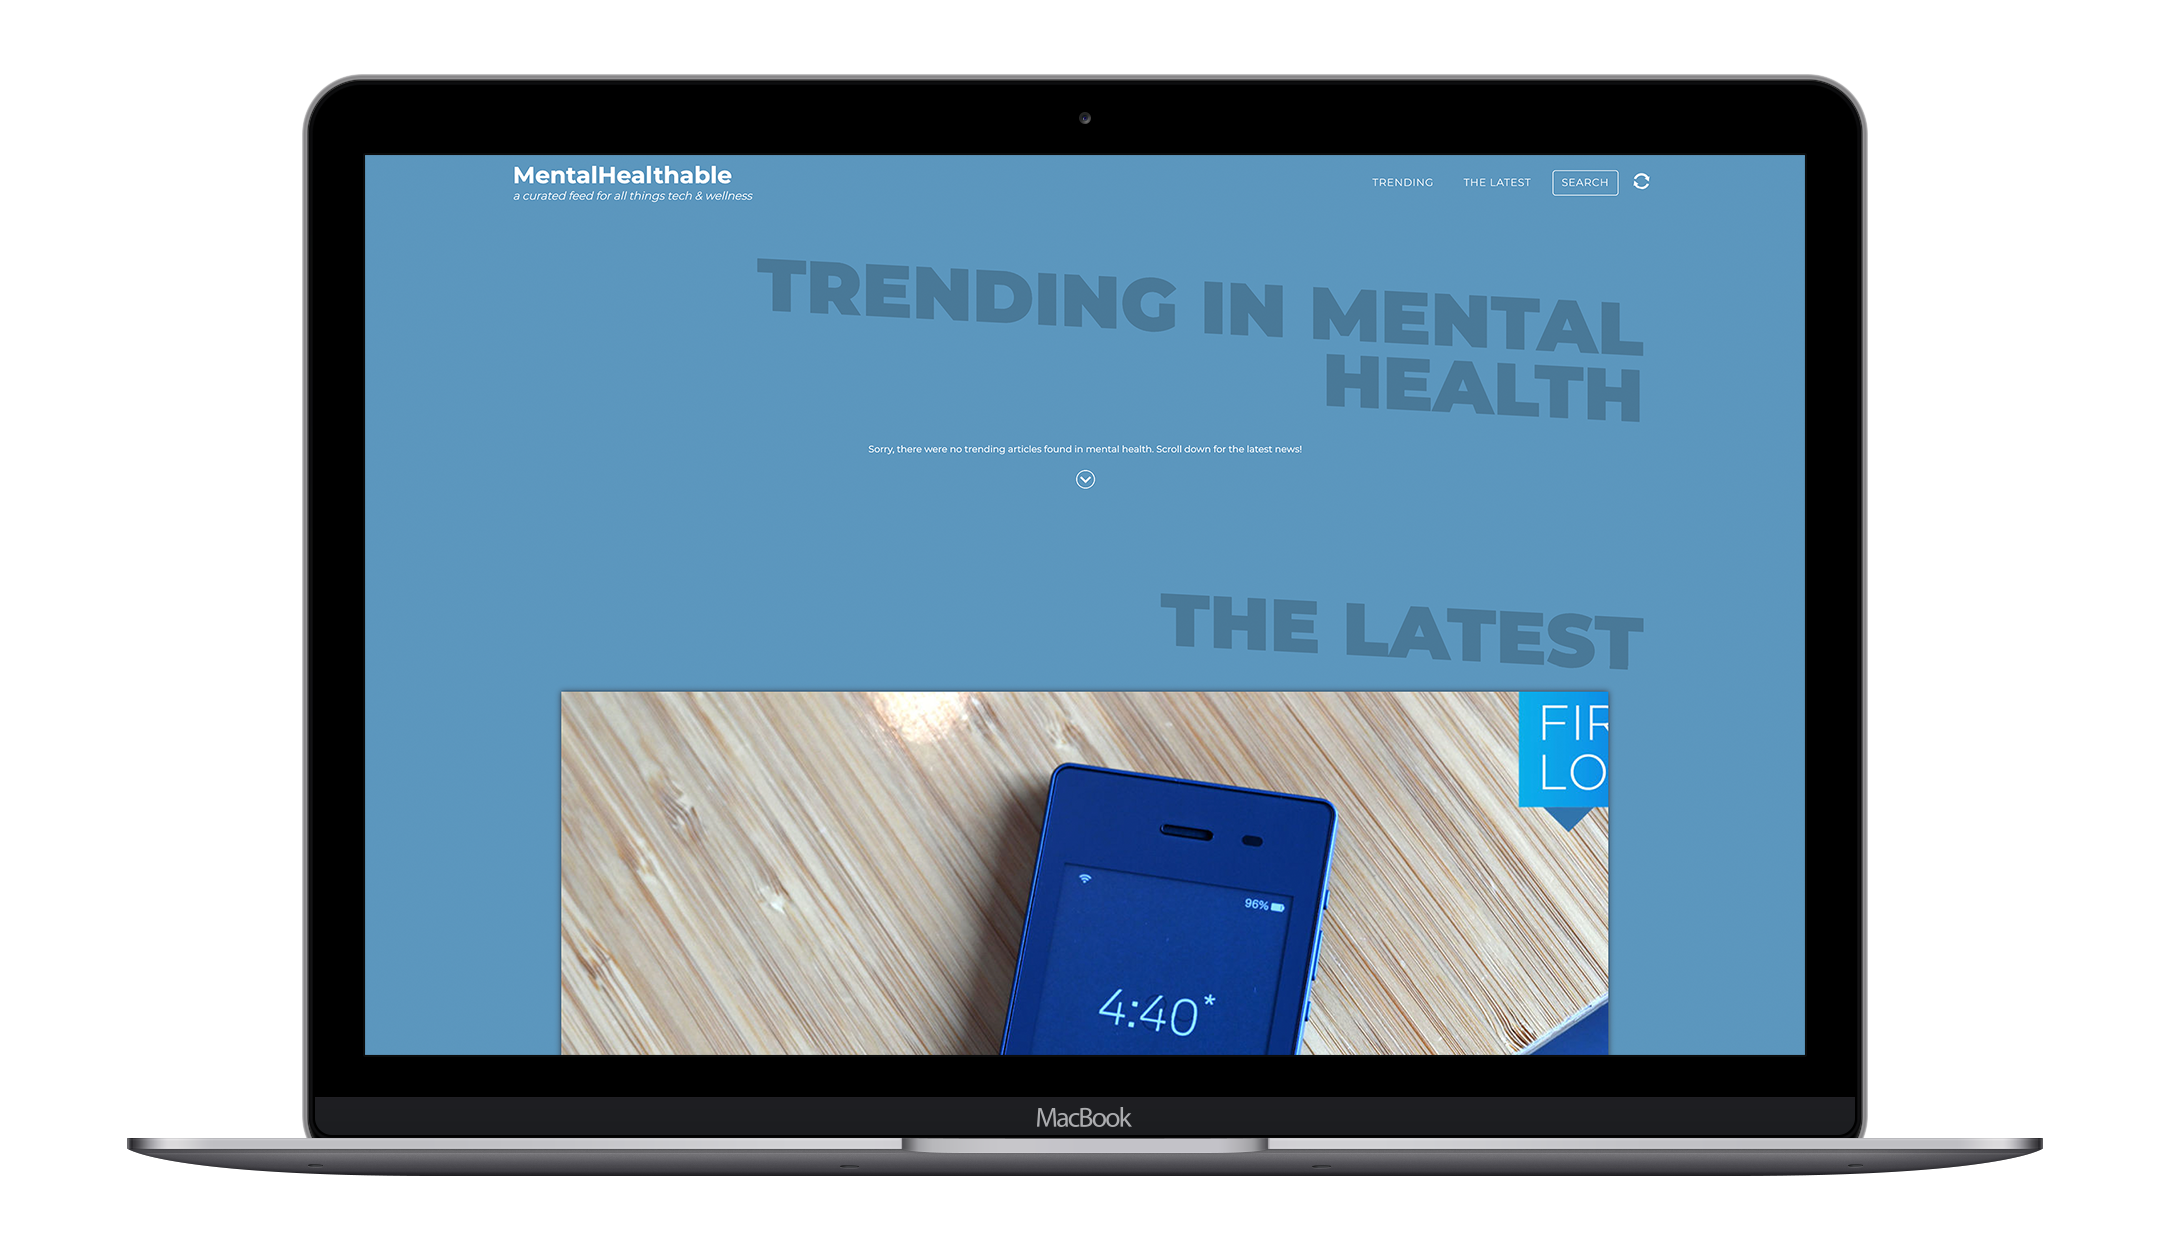 MentalHealthable
a curated feed for all things tech & wellness
TRENDING
THE LATEST
SEARCH
TRENDING IN MENTAL
HEALTH
Sorry, there were no trending articles found in mental health. Scroll down for the latest news!
THE LATEST
FIR
LO
96%
4:40*
MacBook